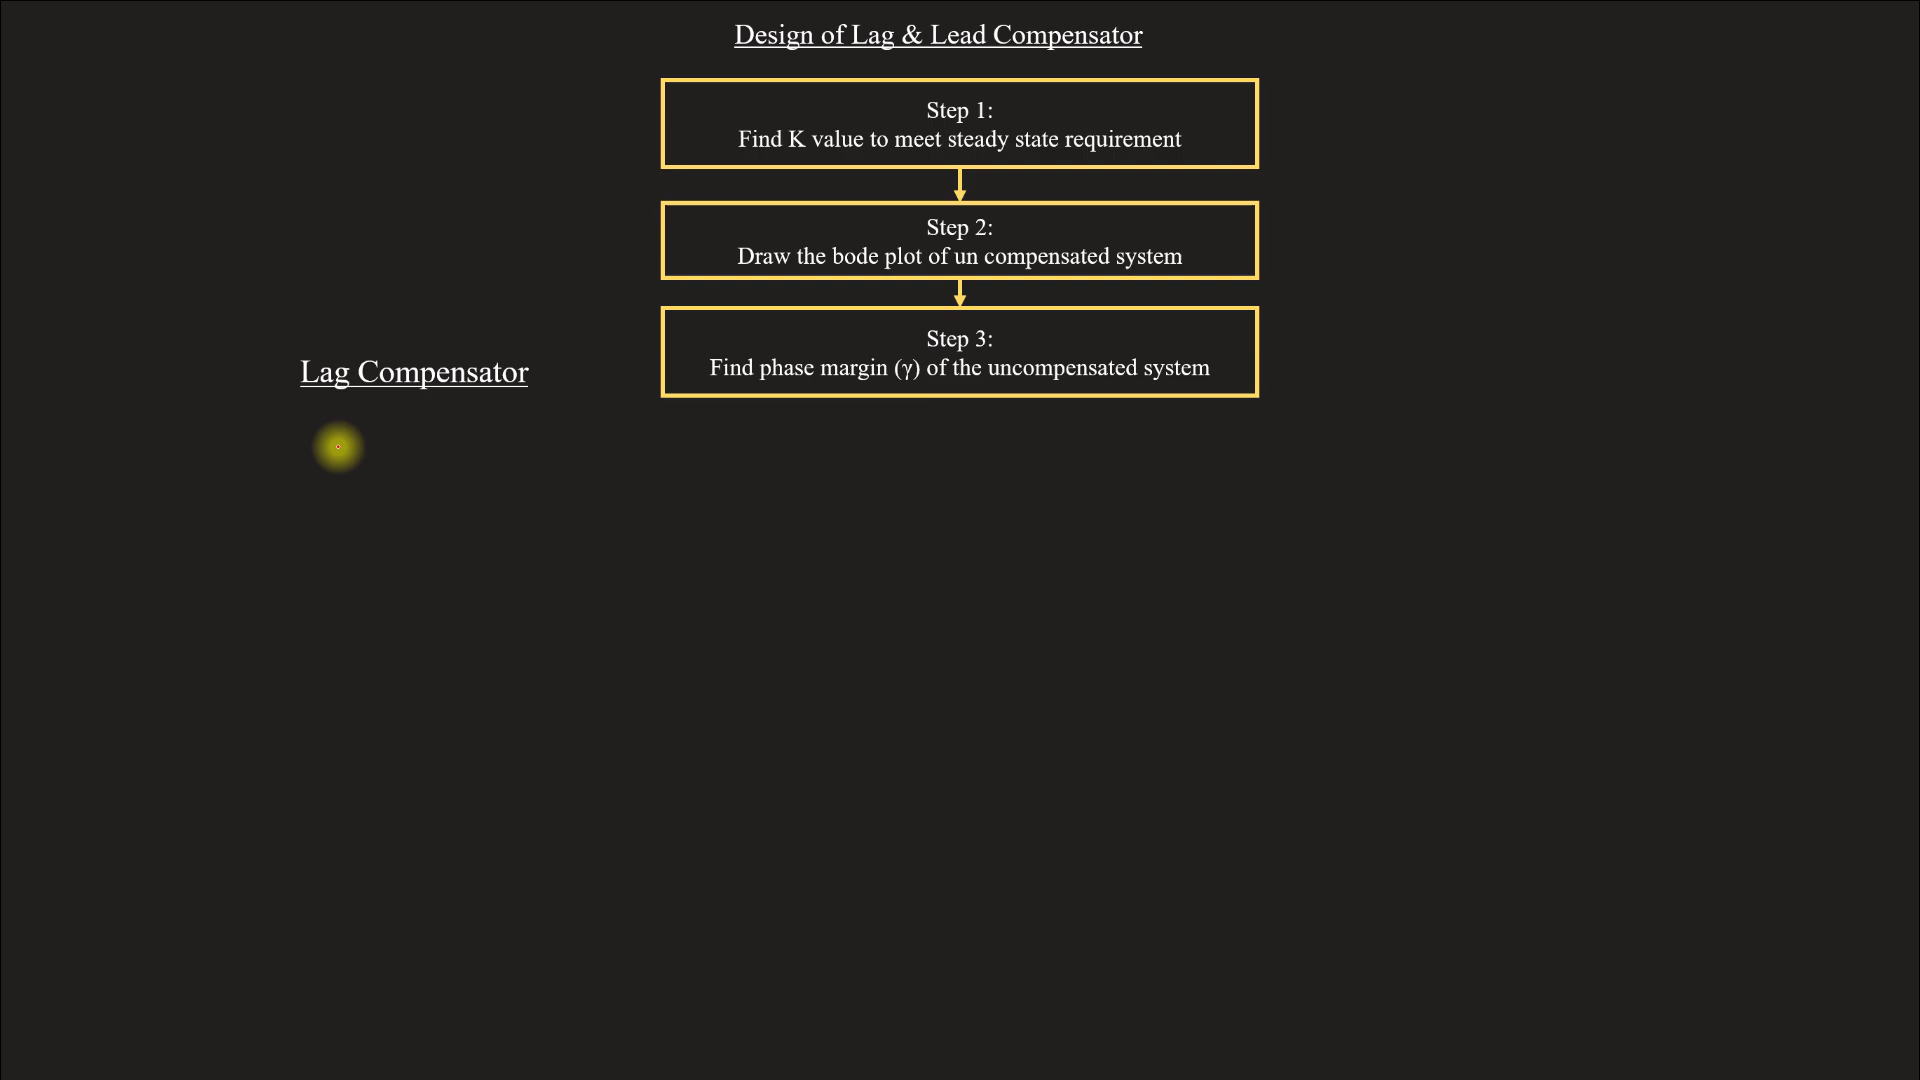 Design of Lag & Lead Compensator
Step 1:
Find K value to meet steady state requirement
Step 2:
Draw the bode plot of un compensated system
Step 3:
Find phase margin (γ) of the uncompensated system
Lag Compensator